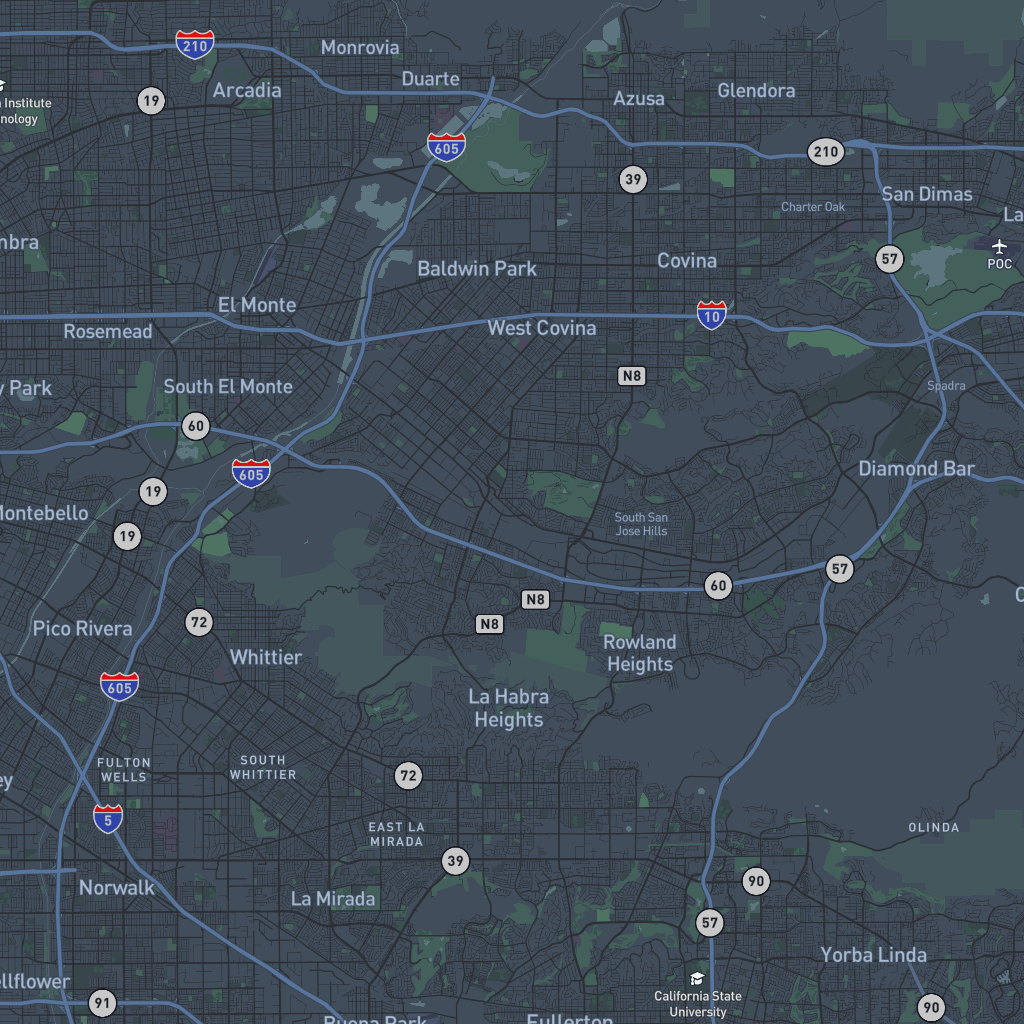 210
Monrovia
Duarte
Arcadia
19
Institute
Azusa
Glendora
605
210
39
San Dimas
Charter Oak
La
57
POC
Covina
Baldwin Park
El Monte
10
West Covina
Rosemead
N8
Park
South El Monte
Spadra
60
605
Diamond Bar
19
Montebello
19
South San
Jose Hills
57
60
N8
N8
72
Pico Rivera
Whittier
Rowland
Heights
605
La Habra
Heights
FULTON
WELLS
SOUTH
WHITTIER
72
5
EAST LA
MIRADA
OLINDA
39
90
Norwalk
La Mirada
57
Yorba Linda
California State
University
91
90
Buena Park
Fullerton